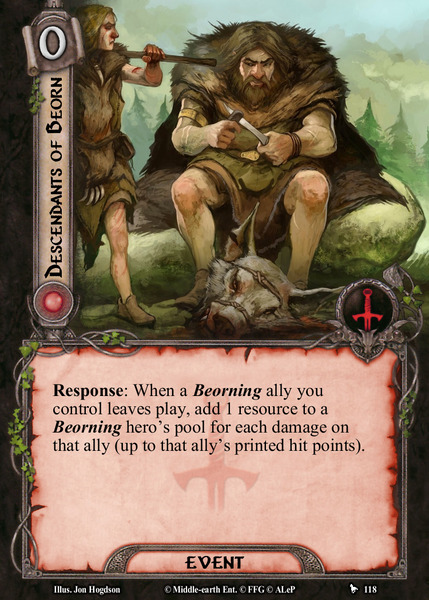 0
Descendants of Beorn
Response: When a Beorning ally you
control leaves play, add 1 resource to a
Beorning hero's pool for each damage on
that ally (up to that ally's printed hit points).
EVENT
Illus. Jon Hogdson
© Middle-earth Ent. © FFG © ALeP
118